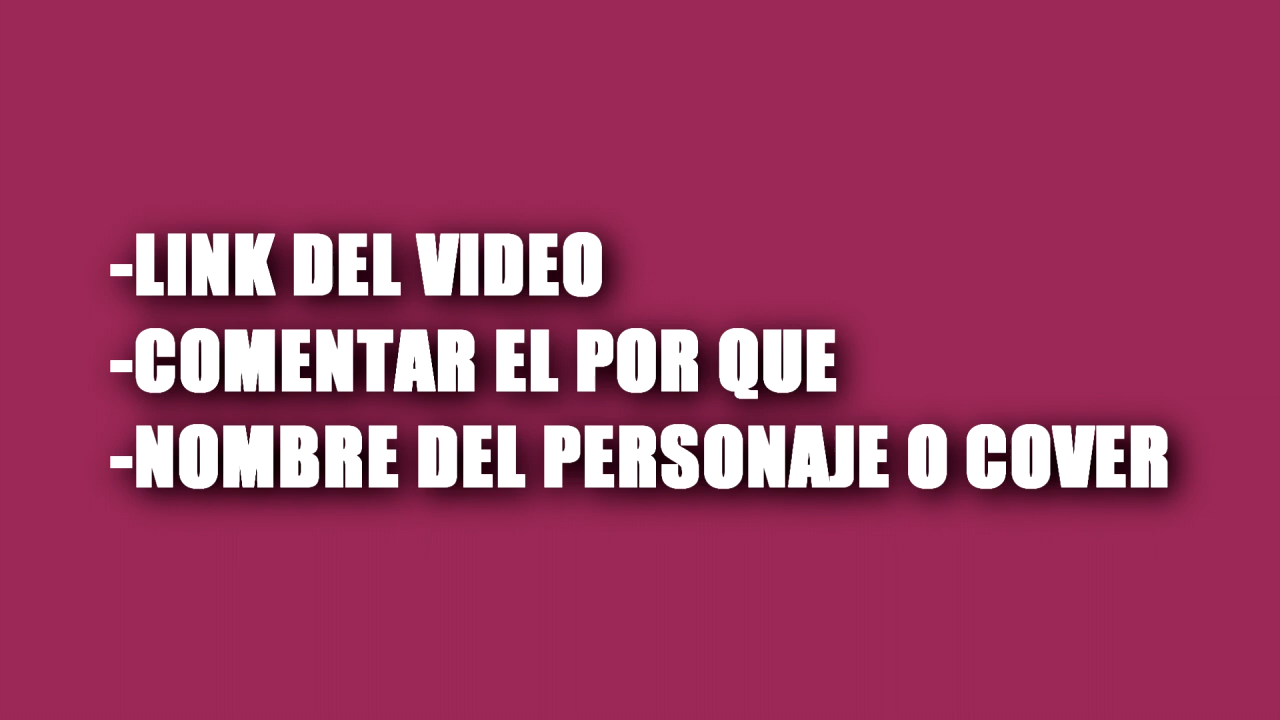 -LINK DEL VIDEO
-COMENTAR EL POR QUE
-NOMBRE DEL PERSONAJE O COVER